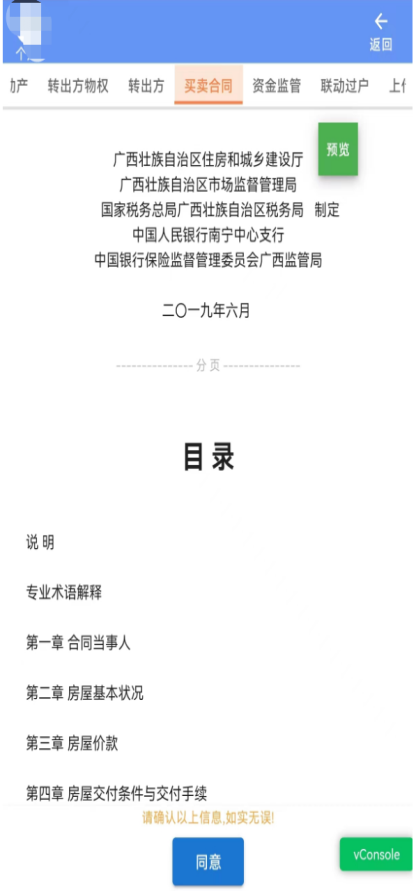 返回
转出方物权 转出方 买卖合同 资金监管 联动过户
预览
广西壮族自治区住房和城乡建设厅
广西壮族自治区市场监督管理局
国家税务总局广西壮族自治区税务局 制定
中国人民银行南宁中心支行
中国银行保险监督管理委员会广西监管局
二〇一九年六月
--------------- 分 页 ---------------
目 录
说 明
专业术语解释
第一章 合同当事人
第二章 房屋基本状况
第三章 房屋价款
第四章 房屋交付条件与交付手续
请确认以上信息,如实无误!
同意
vConsole